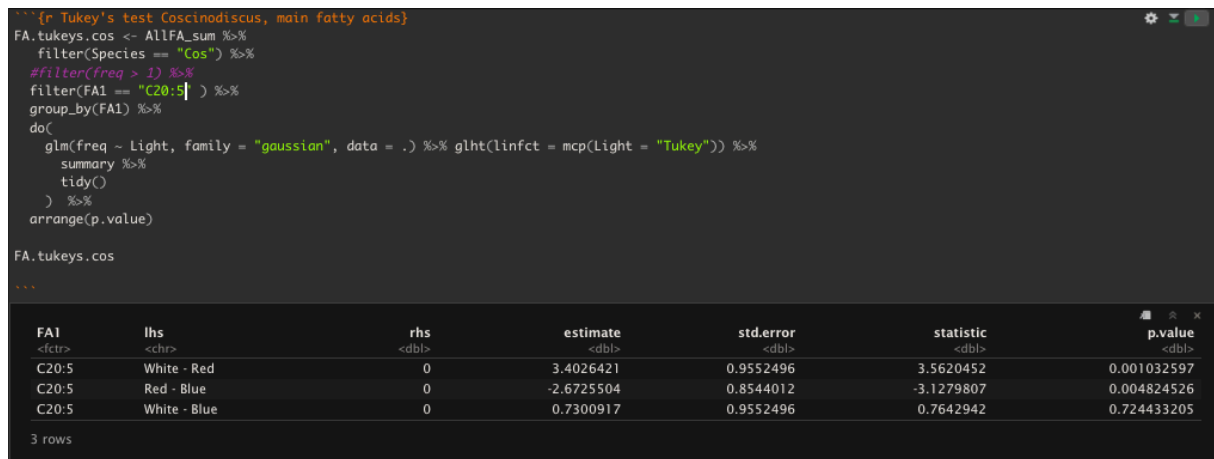 ```{r Tukey's test Coscinodiscus, main fatty acids}
FA.tukeys.cos <- AllFA_sum %>%
filter(Species == "Cos") %>%
#filter(freq > 1) %>%
filter(FA1 == "C20:5" ) %>%
group_by(FA1) %>%
do(
glm(freq ~ Light, family = "gaussian", data = .) %>% glht(linfct = mcp(Light = "Tukey")) %>%
summary %>%
tidy()
) %>%
arrange(p.value)
FA.tukeys.cos
```
FA1 lhs rhs estimate std.error statistic p.value
<fctr> <chr> <dbl> <dbl> <dbl> <dbl> <dbl>
C20:5 White - Red 0 3.4026421 0.9552496 3.5620452 0.001032597
C20:5 Red - Blue 0 -2.6725504 0.8544012 -3.1279807 0.004824526
C20:5 White - Blue 0 0.7300917 0.9552496 0.7642942 0.724433205
3 rows